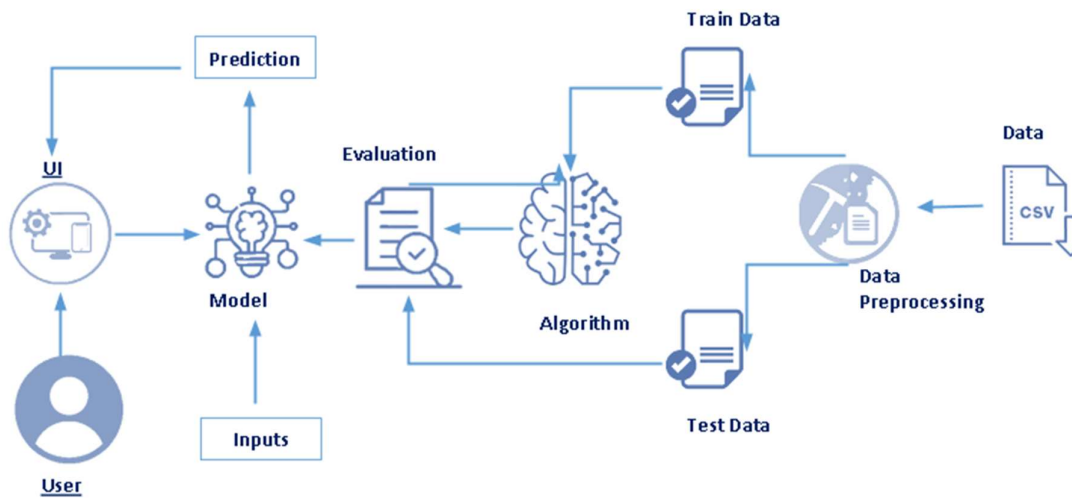 Train Data
Prediction
Data
Evaluation
UI
CSV
Model
Data
Preprocessing
Algorithm
Test Data
Inputs
User